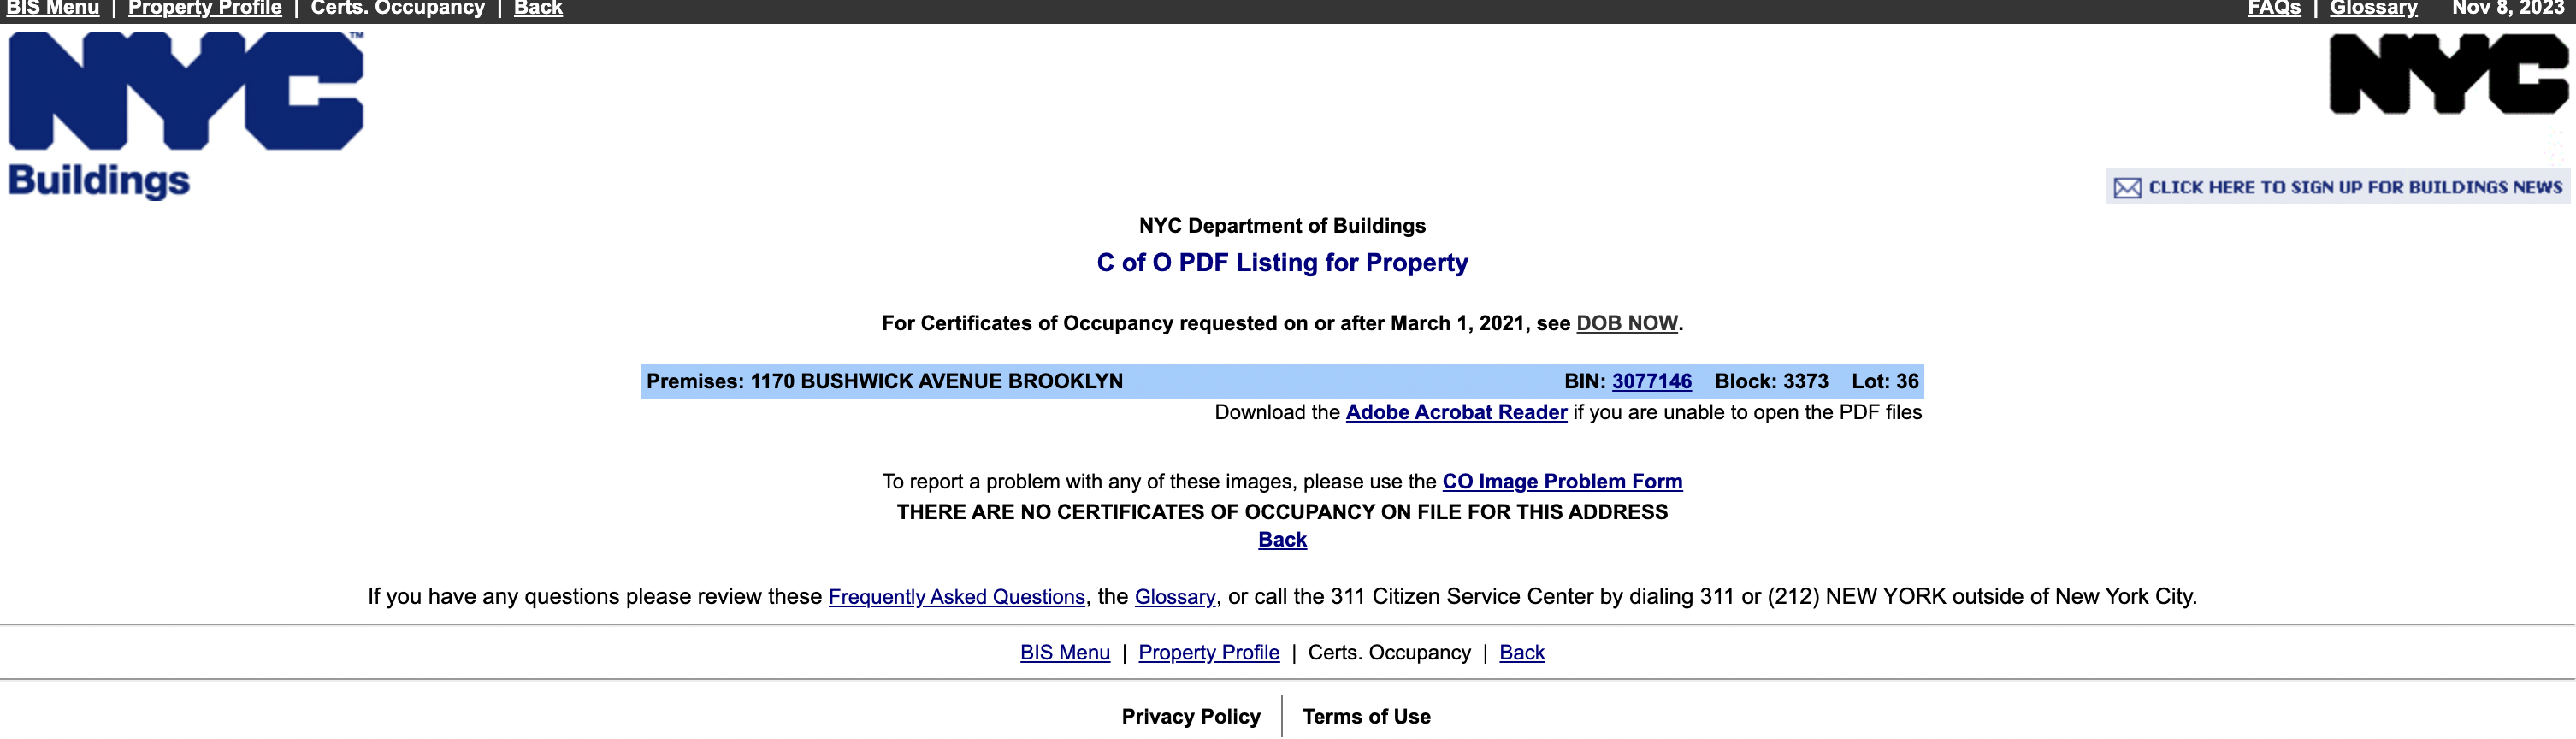 BIS Menu | Property Profile | Certs. Occupancy | Back
FAQs | Glossary Nov 8, 2023
NYC™
Buildings
NYC
CLICK HERE TO SIGN UP FOR BUILDINGS NEWS
NYC Department of Buildings
C of O PDF Listing for Property
For Certificates of Occupancy requested on or after March 1, 2021, see DOB NOW.
Premises: 1170 BUSHWICK AVENUE BROOKLYN BIN: 3077146 Block: 3373 Lot: 36
Download the Adobe Acrobat Reader if you are unable to open the PDF files
To report a problem with any of these images, please use the CO Image Problem Form
THERE ARE NO CERTIFICATES OF OCCUPANCY ON FILE FOR THIS ADDRESS
Back
If you have any questions please review these Frequently Asked Questions, the Glossary, or call the 311 Citizen Service Center by dialing 311 or (212) NEW YORK outside of New York City.
BIS Menu | Property Profile | Certs. Occupancy | Back
Privacy Policy | Terms of Use